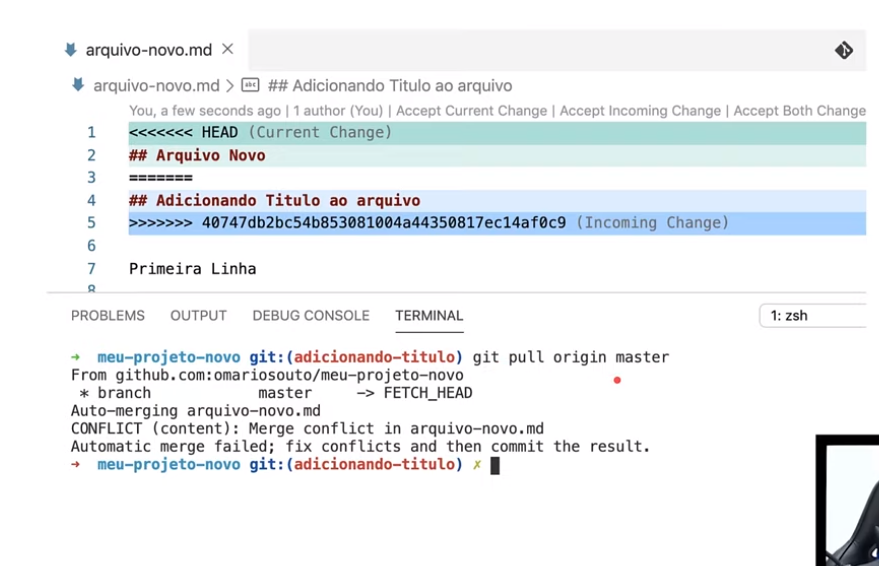 arquivo-novo.md ×
arquivo-novo.md > abc ## Adicionando Titulo ao arquivo
You, a few seconds ago | 1 author (You) | Accept Current Change | Accept Incoming Change | Accept Both Change
1 <<<<<<< HEAD (Current Change)
2 ## Arquivo Novo
3 =======
4 ## Adicionando Titulo ao arquivo
5 >>>>>>> 40747db2bc54b853081004a44350817ec14af0c9 (Incoming Change)
6
7 Primeira Linha
8
PROBLEMS OUTPUT DEBUG CONSOLE TERMINAL 1: zsh
→ meu-projeto-novo git:(adicionando-titulo) git pull origin master
From github.com:omariosouto/meu-projeto-novo
* branch master -> FETCH_HEAD
Auto-merging arquivo-novo.md
CONFLICT (content): Merge conflict in arquivo-novo.md
Automatic merge failed; fix conflicts and then commit the result.
→ meu-projeto-novo git:(adicionando-titulo) ✗